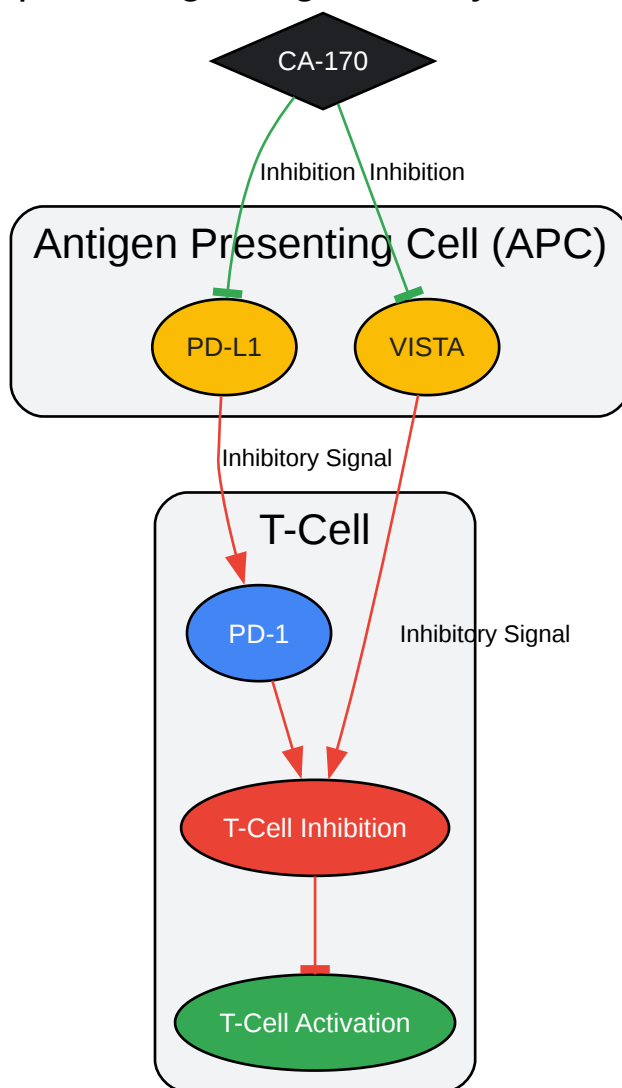 CA-170
Inhibition Inhibition
Antigen Presenting Cell (APC)
PD-L1
VISTA
Inhibitory Signal
T-Cell
PD-1
Inhibitory Signal
T-Cell Inhibition
T-Cell Activation